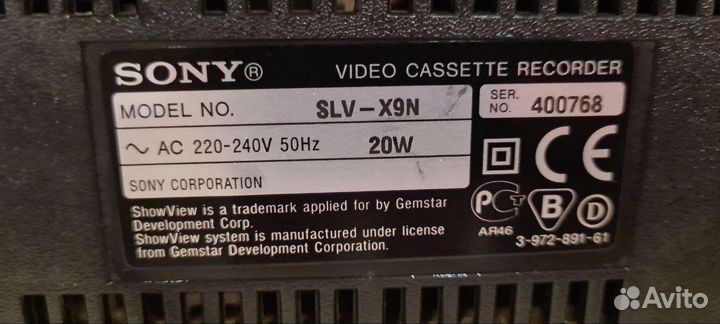 SONY® VIDEO CASSETTE RECORDER
MODEL NO. SLV-X9N
SER. NO. 400768
~ AC 220-240V 50Hz 20W
SONY CORPORATION
CE
ShowView is a trademark applied for by Gemstar
Development Corp.
ShowView system is manufactured under license
from Gemstar Development Corporation.
РСТ B D
АЯ46
3-972-891-61
Avito